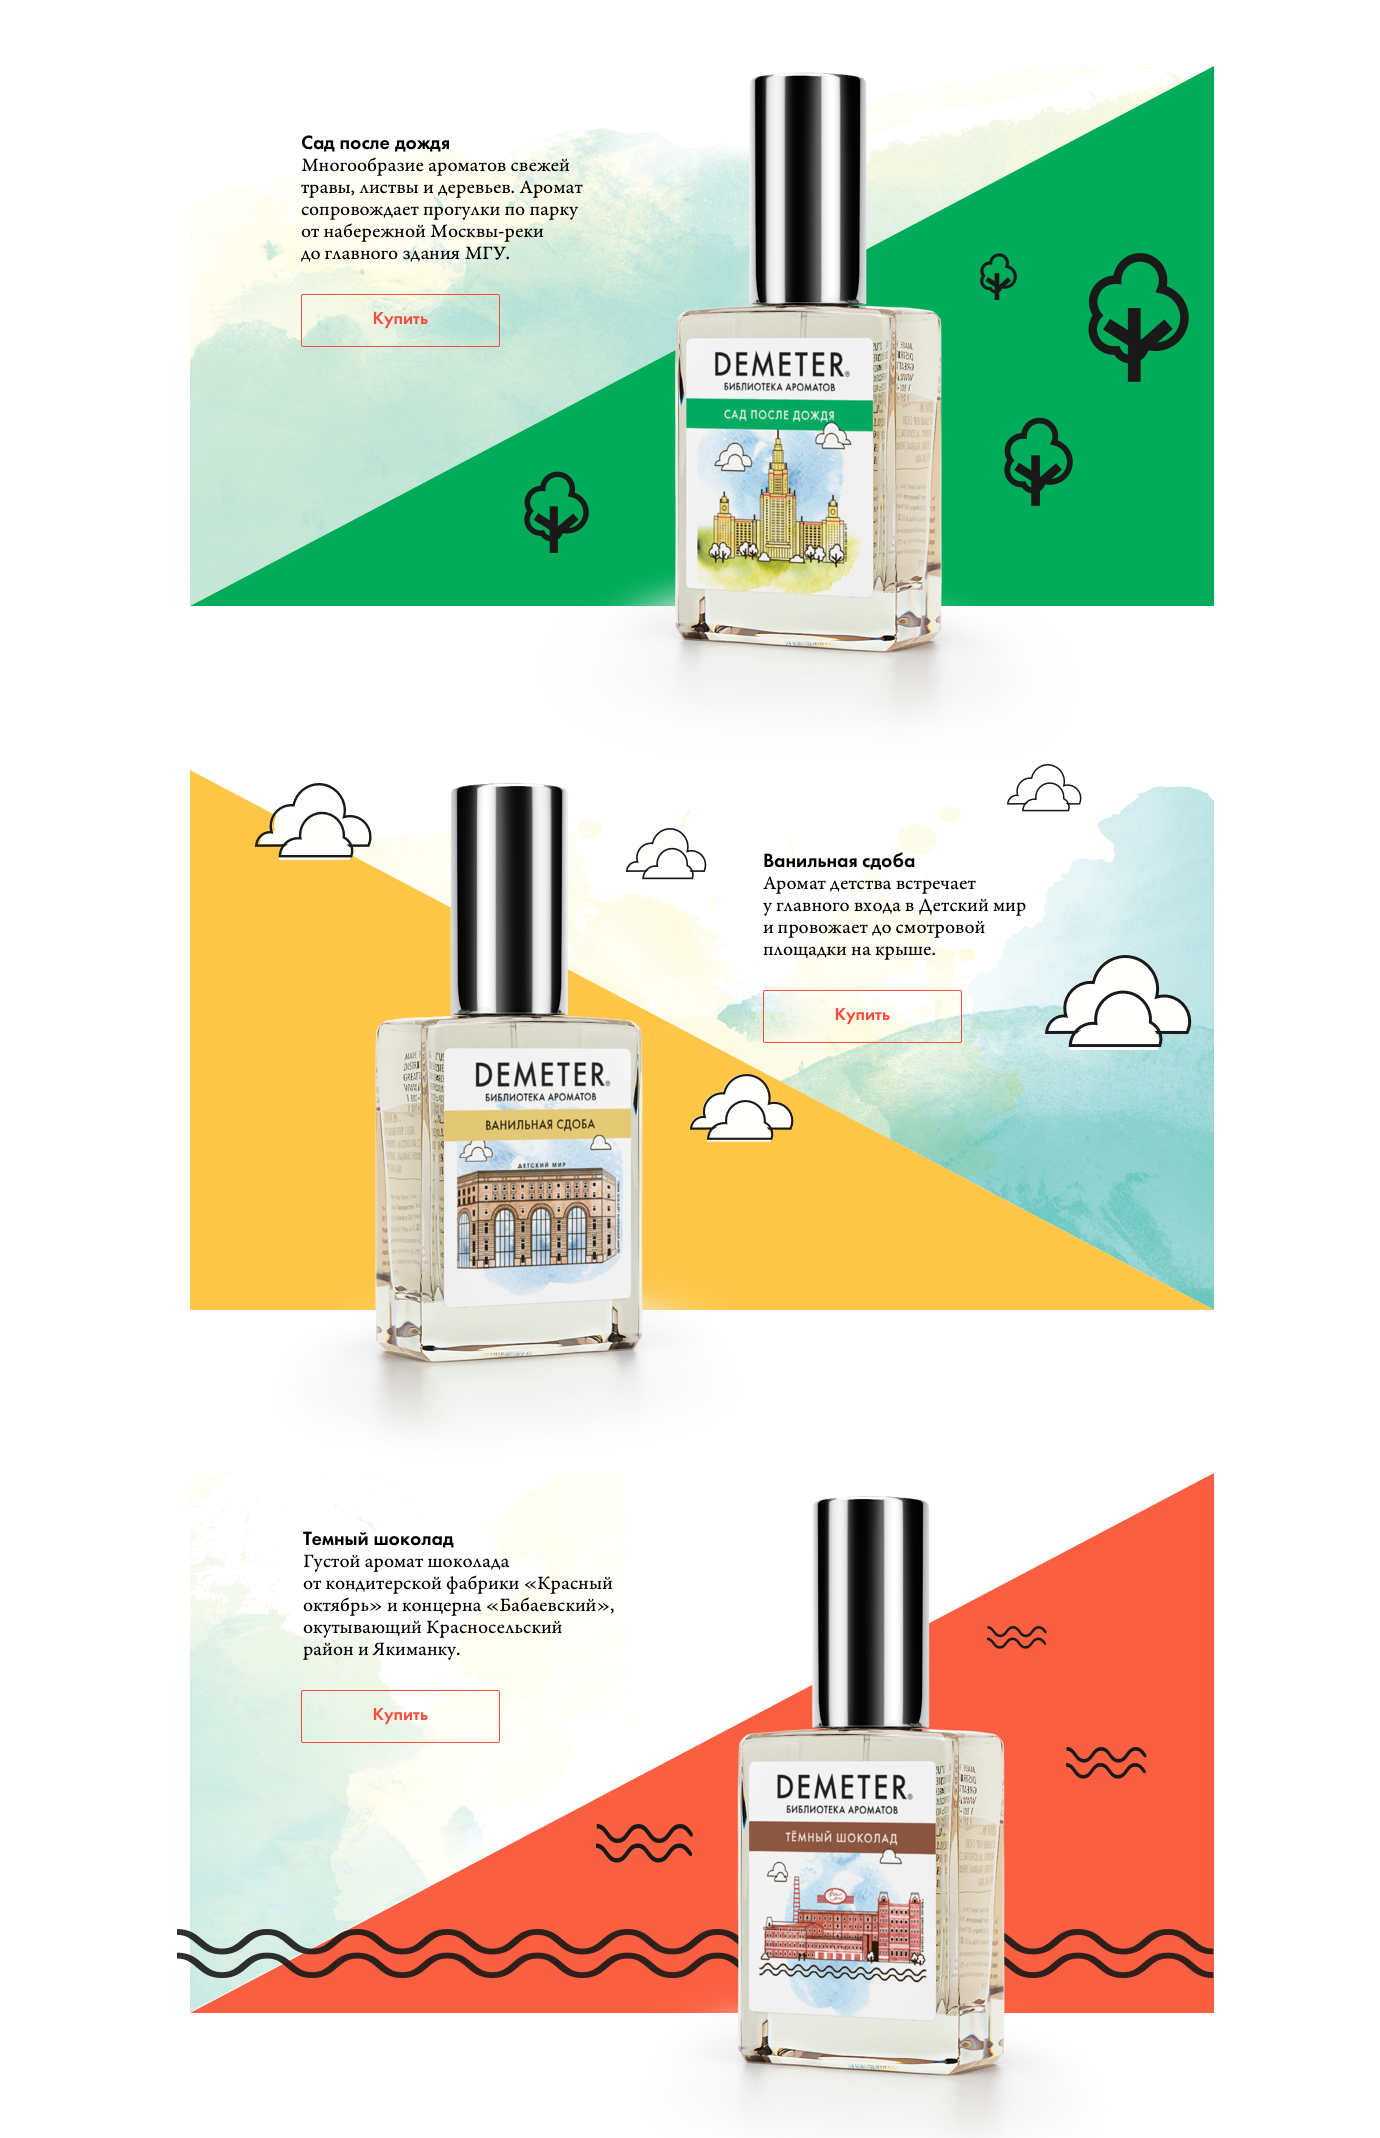 Сад после дождя
Многообразие ароматов свежей
травы, листвы и деревьев. Аромат
сопровождает прогулки по парку
от набережной Москвы-реки
до главного здания МГУ.
Купить
DEMETER®
БИБЛИОТЕКА АРОМАТОВ
САД ПОСЛЕ ДОЖДЯ
Ванильная сдоба
Аромат детства встречает
у главного входа в Детский мир
и провожает до смотровой
площадки на крыше.
Купить
DEMETER®
БИБЛИОТЕКА АРОМАТОВ
ВАНИЛЬНАЯ СДОБА
ДЕТСКИЙ МИР
Темный шоколад
Густой аромат шоколада
от кондитерской фабрики «Красный
октябрь» и концерна «Бабаевский»,
окутывающий Красносельский
район и Якиманку.
Купить
DEMETER®
БИБЛИОТЕКА АРОМАТОВ
ТЁМНЫЙ ШОКОЛАД